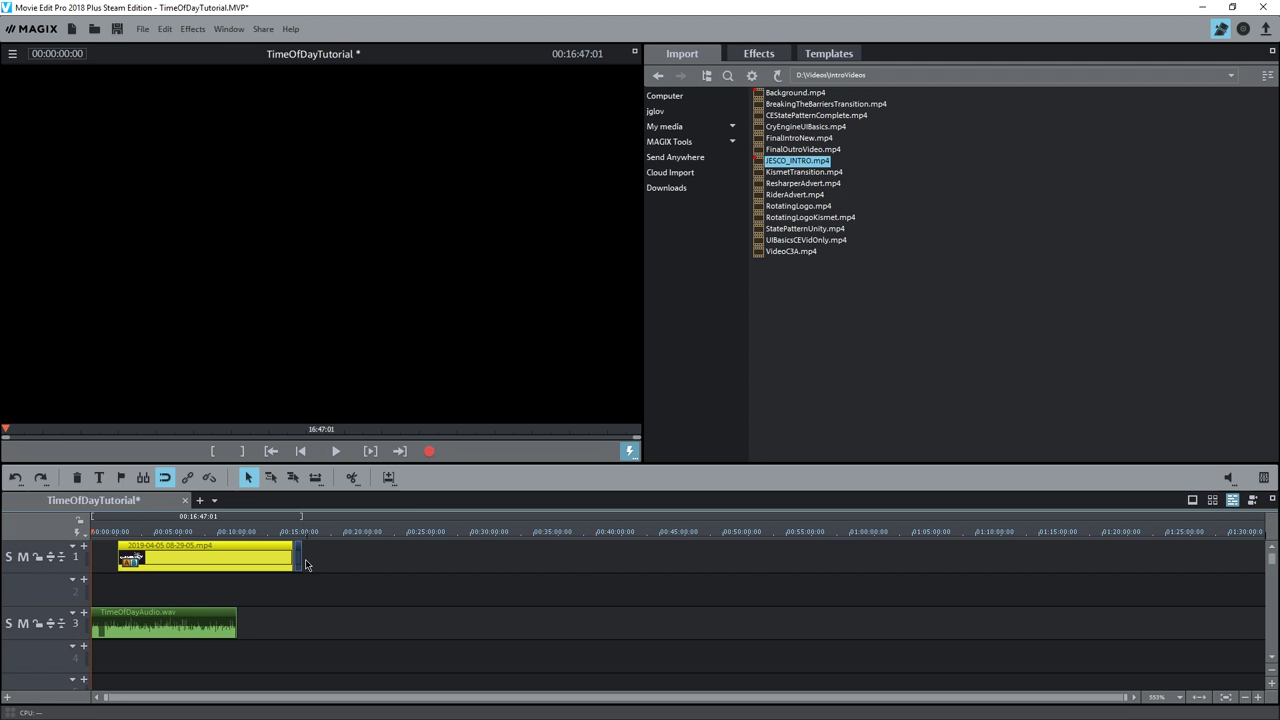 Movie Edit Pro 2018 Plus Steam Edition - TimeOfDayTutorial.MVP*
MAGIX File Edit Effects Window Share Help
00:00:00:00 TimeOfDayTutorial * 00:16:47:01
Import Effects Templates
D:\Videos\IntroVideos
Computer
jglov
My media
MAGIX Tools
Send Anywhere
Cloud Import
Downloads
Background.mp4
BreakingTheBarriersTransition.mp4
CEStatePatternComplete.mp4
CryEngineUIBasics.mp4
FinalIntroNew.mp4
FinalOutroVideo.mp4
JESCO_INTRO.mp4
KismetTransition.mp4
ResharperAdvert.mp4
RiderAdvert.mp4
RotatingLogo.mp4
RotatingLogoKismet.mp4
StatePatternUnity.mp4
UIBasicsCEVidOnly.mp4
VideoC3A.mp4
16:47:01
TimeOfDayTutorial*
00:16:47:01
00:00:00:00 00:05:00:00 00:10:00:00 00:15:00:00 00:20:00:00 00:25:00:00 00:30:00:00 00:35:00:00 00:40:00:00 00:45:00:00 00:50:00:00 00:55:00:00 01:00:00:00 01:05:00:00 01:10:00:00 01:15:00:00 01:20:00:00 01:25:00:00 01:30:00:00
2019-04-05 08-29-05.mp4
S M 1
2
TimeOfDayAudio.wav
S M 3
4
553%
CPU: —